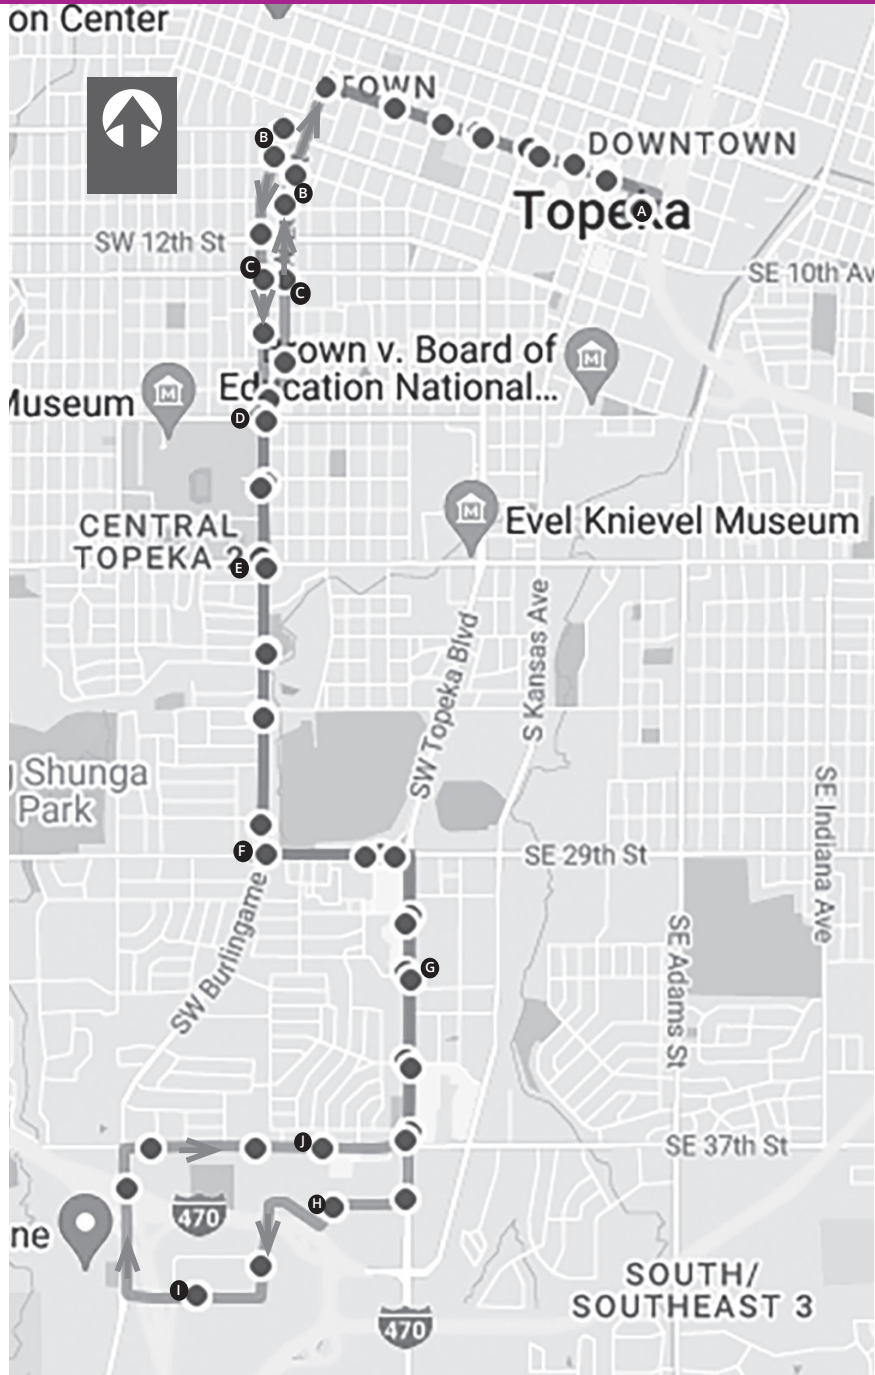 on Center
TOWN
B
DOWNTOWN
B
Topeka
A
SW 12th St
C
SE 10th Av
C
rown v. Board of
Education National...
Museum
D
Evel Knievel Museum
CENTRAL
TOPEKA 2
E
SW Topeka Blvd
S Kansas Ave
Shunga
Park
SE Indiana Ave
F
SE 29th St
SW Burlingame
SE Adams St
G
J
SE 37th St
H
470
ne
I
SOUTH/
SOUTHEAST 3
470